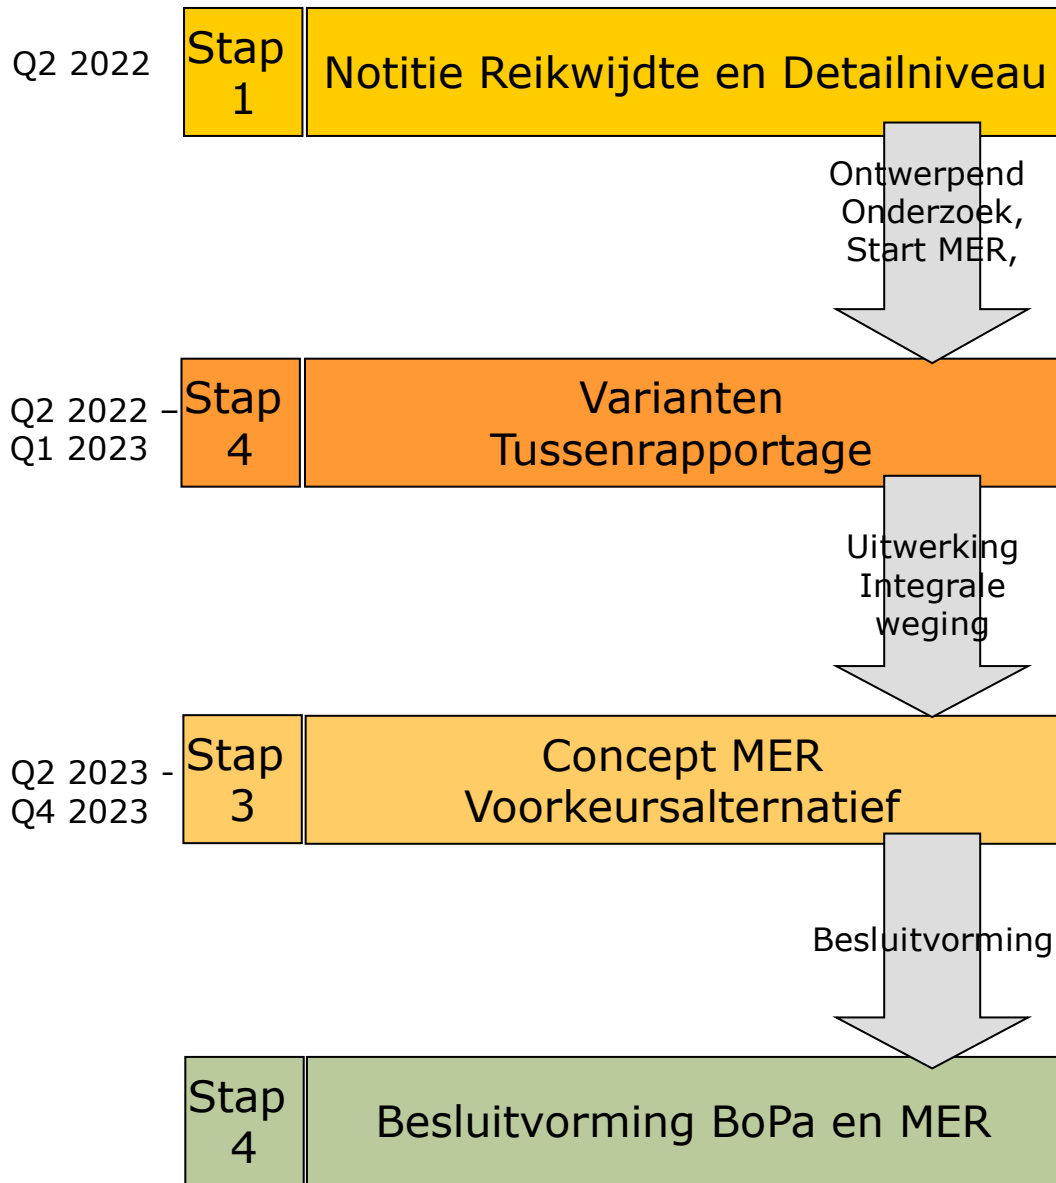 Q2 2022
Stap
1
Notitie Reikwijdte en Detailniveau
Ontwerpend
Onderzoek,
Start MER,
Q2 2022 –
Q1 2023
Stap
4
Varianten
Tussenrapportage
Uitwerking
Integrale
weging
Q2 2023 -
Q4 2023
Stap
3
Concept MER
Voorkeursalternatief
Besluitvorming
Stap
4
Besluitvorming BoPa en MER